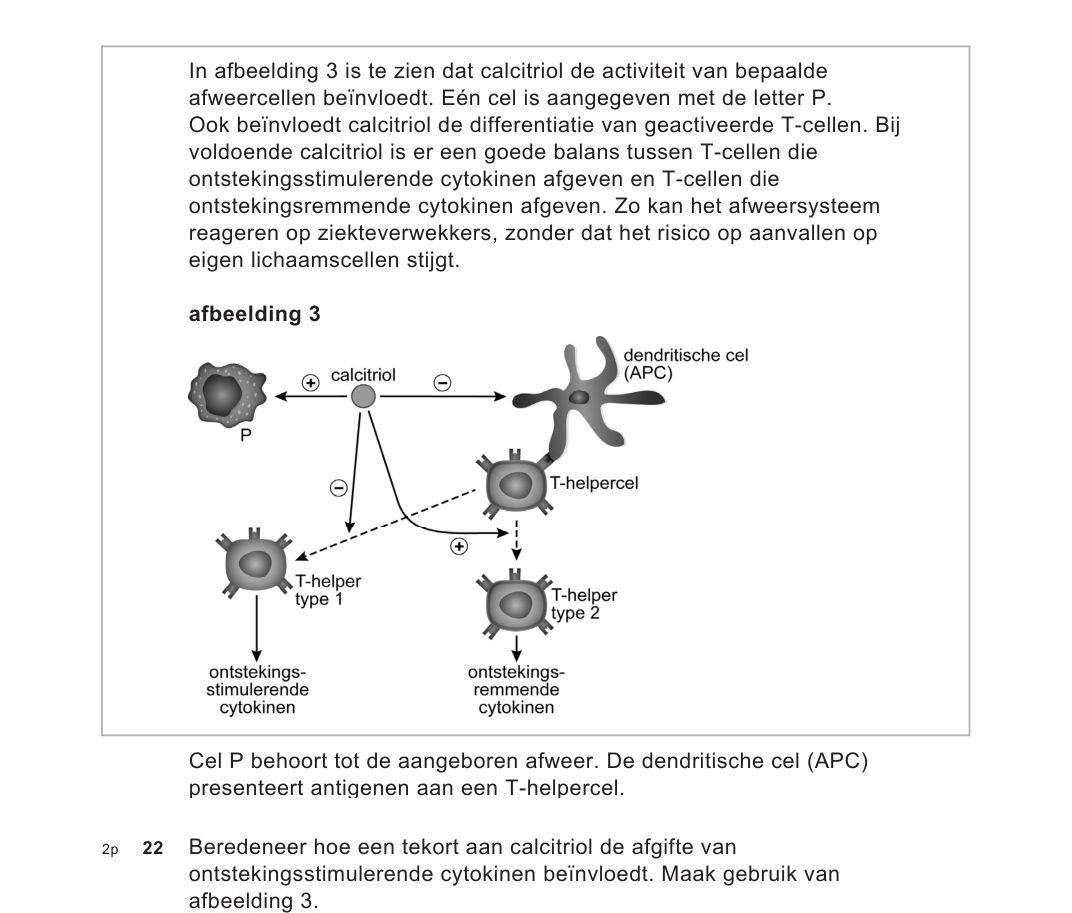 In afbeelding 3 is te zien dat calcitriol de activiteit van bepaalde
afweercellen beïnvloedt. Eén cel is aangegeven met de letter P.
Ook beïnvloedt calcitriol de differentiatie van geactiveerde T-cellen. Bij
voldoende calcitriol is er een goede balans tussen T-cellen die
ontstekingsstimulerende cytokinen afgeven en T-cellen die
ontstekingsremmende cytokinen afgeven. Zo kan het afweersysteem
reageren op ziekteverwekkers, zonder dat het risico op aanvallen op
eigen lichaamscellen stijgt.
afbeelding 3
dendritische cel
(APC)
calcitriol
+
−
P
T-helpercel
−
+
T-helper
type 1
T-helper
type 2
ontstekings-
stimulerende
cytokinen
ontstekings-
remmende
cytokinen
Cel P behoort tot de aangeboren afweer. De dendritische cel (APC)
presenteert antigenen aan een T-helpercel.
2p 22 Beredeneer hoe een tekort aan calcitriol de afgifte van
ontstekingsstimulerende cytokinen beïnvloedt. Maak gebruik van
afbeelding 3.